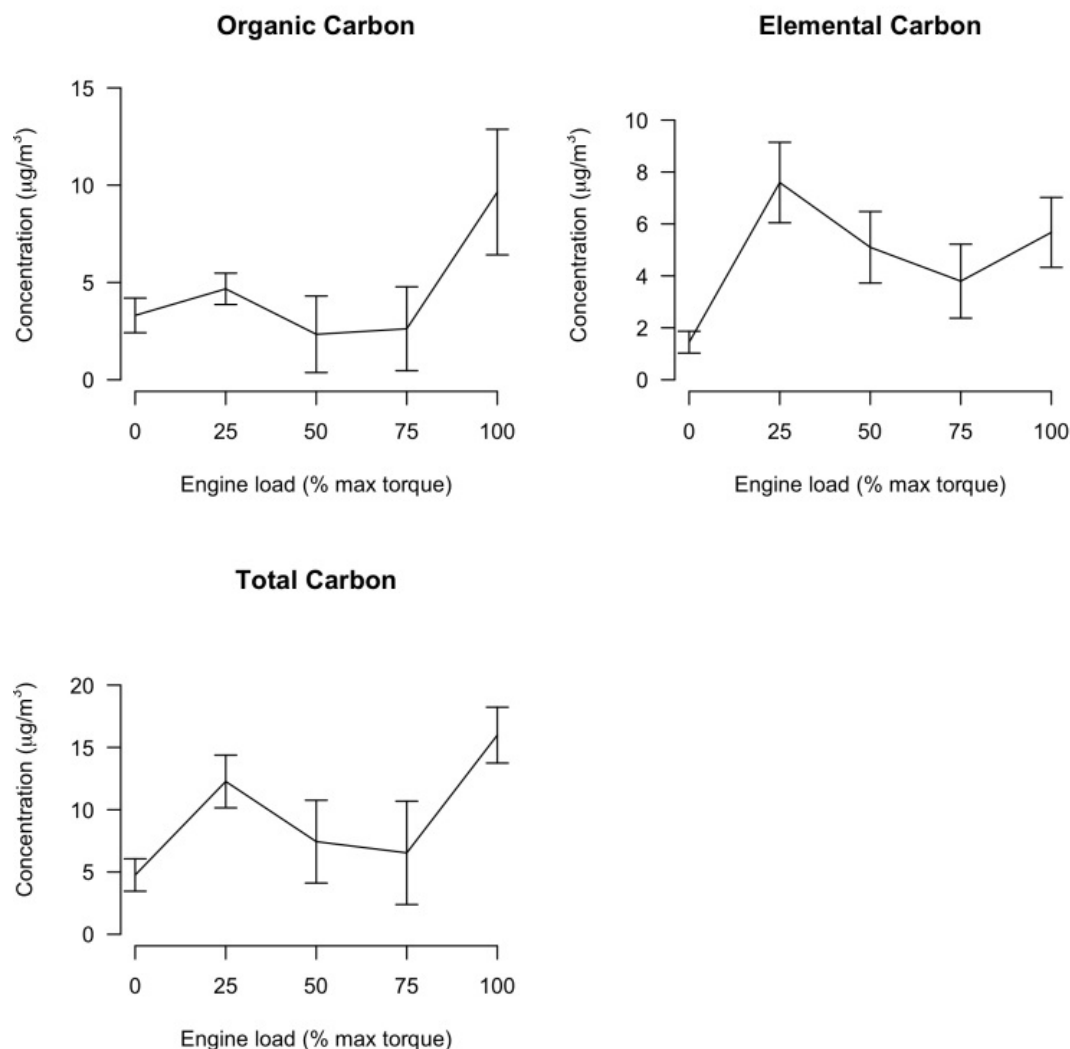 Organic Carbon
Concentration (μg/m³)
15
10
5
0
0 25 50 75 100
Engine load (% max torque)
Elemental Carbon
Concentration (μg/m³)
10
8
6
4
2
0
0 25 50 75 100
Engine load (% max torque)
Total Carbon
Concentration (μg/m³)
20
15
10
5
0
0 25 50 75 100
Engine load (% max torque)